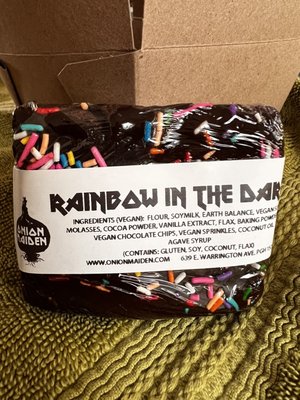 ONION
MAIDEN
RAINBOW IN THE DA
INGREDIENTS (VEGAN): FLOUR, SOYMILK, EARTH BALANCE, VEGAN S
MOLASSES, COCOA POWDER, VANILLA EXTRACT, FLAX, BAKING POWD
VEGAN CHOCOLATE CHIPS, VEGAN SPRINKLES, COCONUT OIL,
AGAVE SYRUP
(CONTAINS: GLUTEN, SOY, COCONUT, FLAX)
WWW.ONIONMAIDEN.COM 639 E. WARRINGTON AVE. PGH